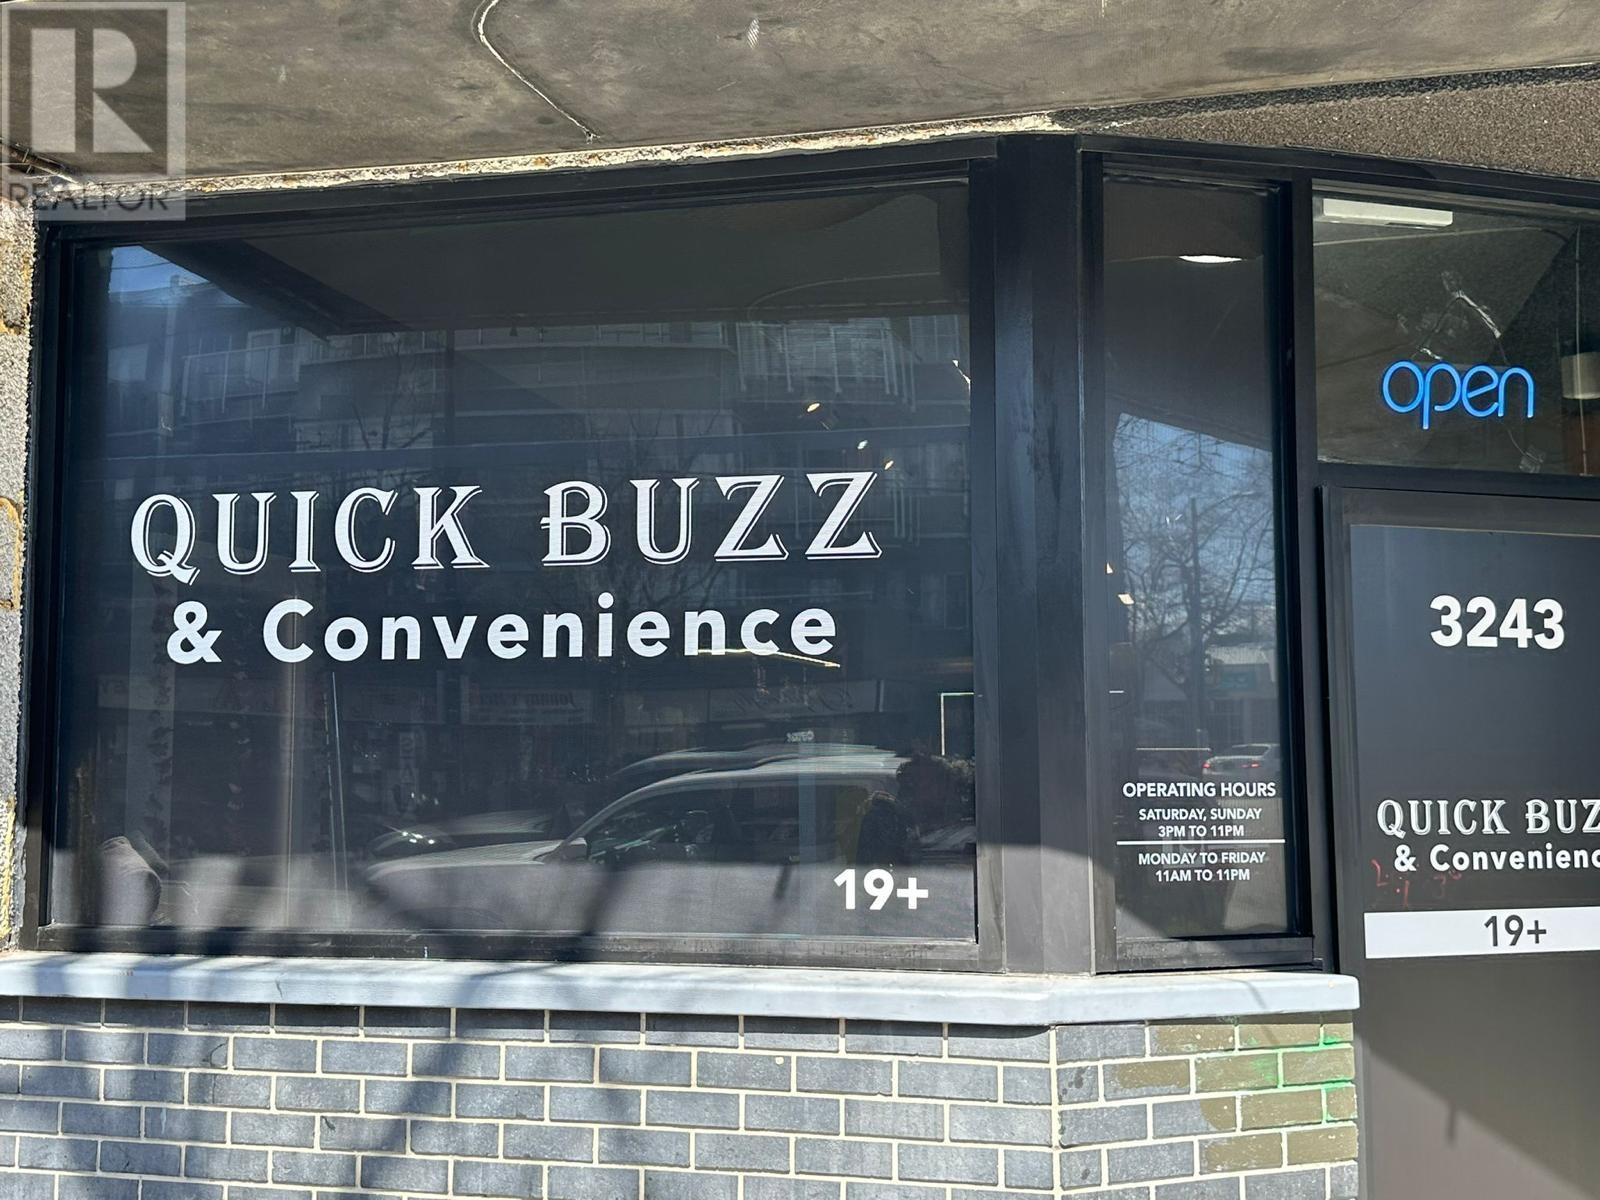 REALTOR
open
QUICK BUZZ
& Convenience
3243
OPERATING HOURS
SATURDAY, SUNDAY
3PM TO 11PM
MONDAY TO FRIDAY
11AM TO 11PM
QUICK BUZ
& Convenienc
19+
19+